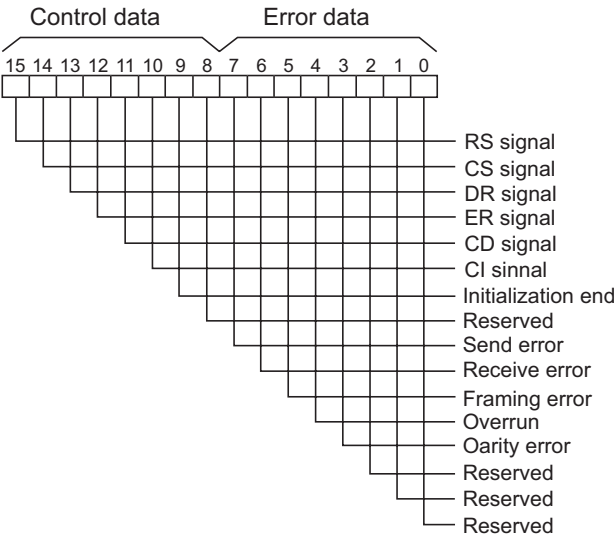 Control data Error data
15 14 13 12 11 10 9 8 7 6 5 4 3 2 1 0
RS signal
CS signal
DR signal
ER signal
CD signal
CI sinnal
Initialization end
Reserved
Send error
Receive error
Framing error
Overrun
Oarity error
Reserved
Reserved
Reserved